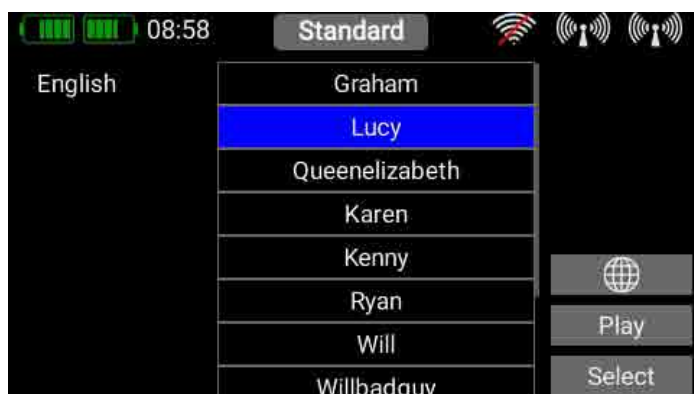 08:58 Standard
English
Graham
Lucy
Queenelizabeth
Karen
Kenny
Ryan
Will
Willbadguy
Play
Select